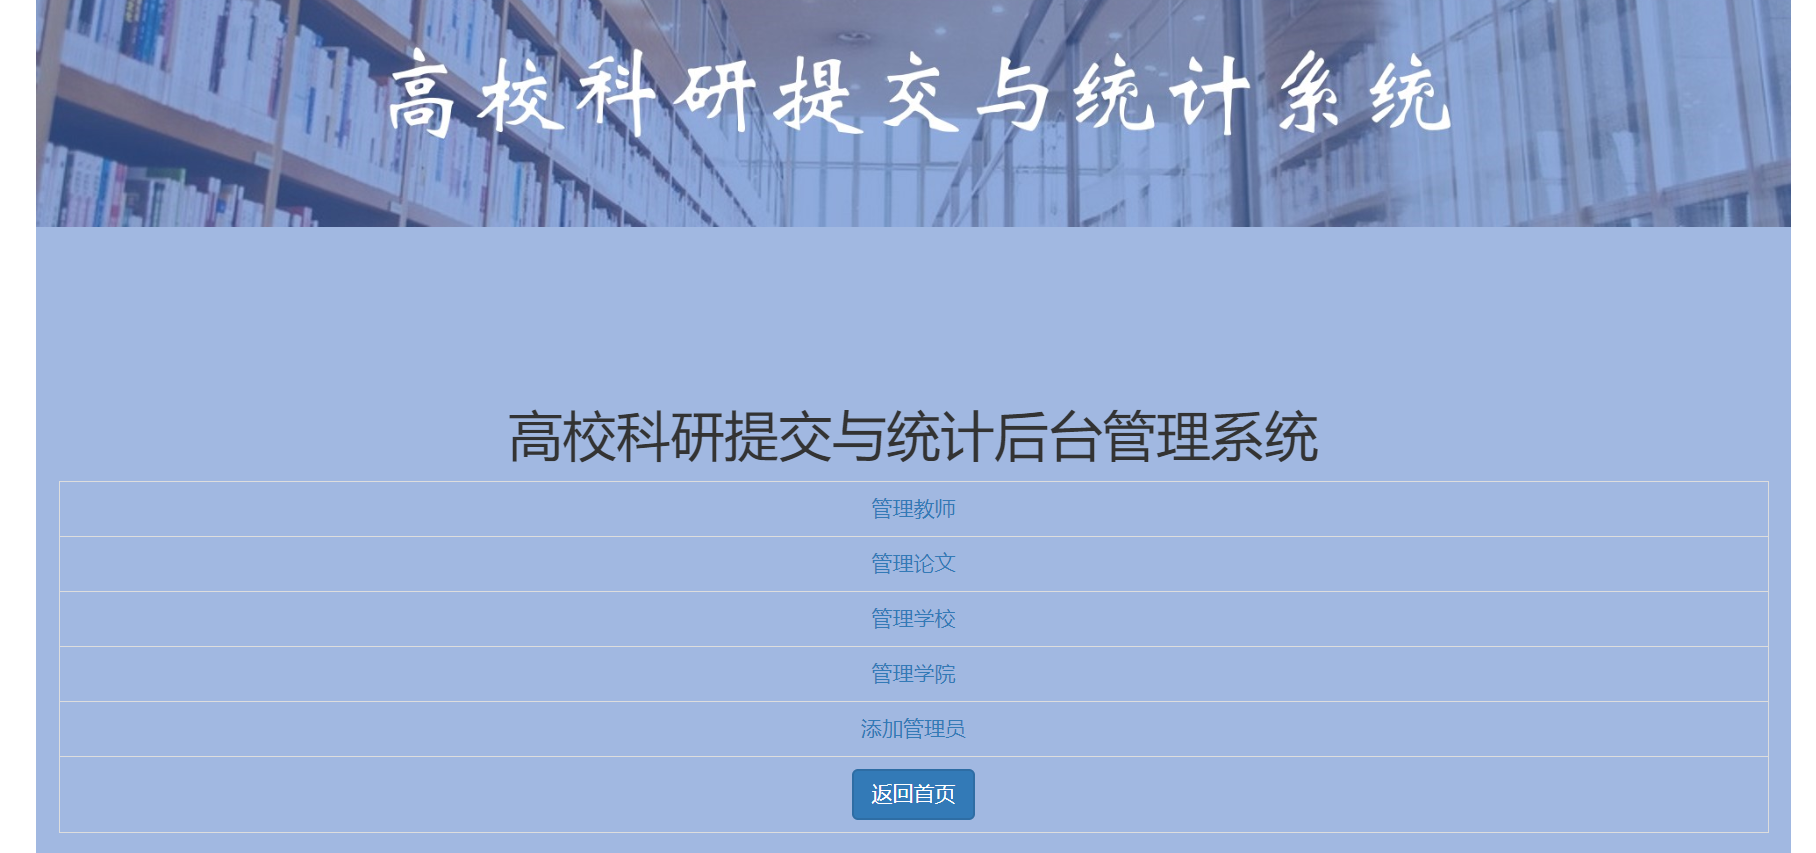 高校科研提交与统计系统
高校科研提交与统计后台管理系统
管理教师
管理论文
管理学校
管理学院
添加管理员
返回首页